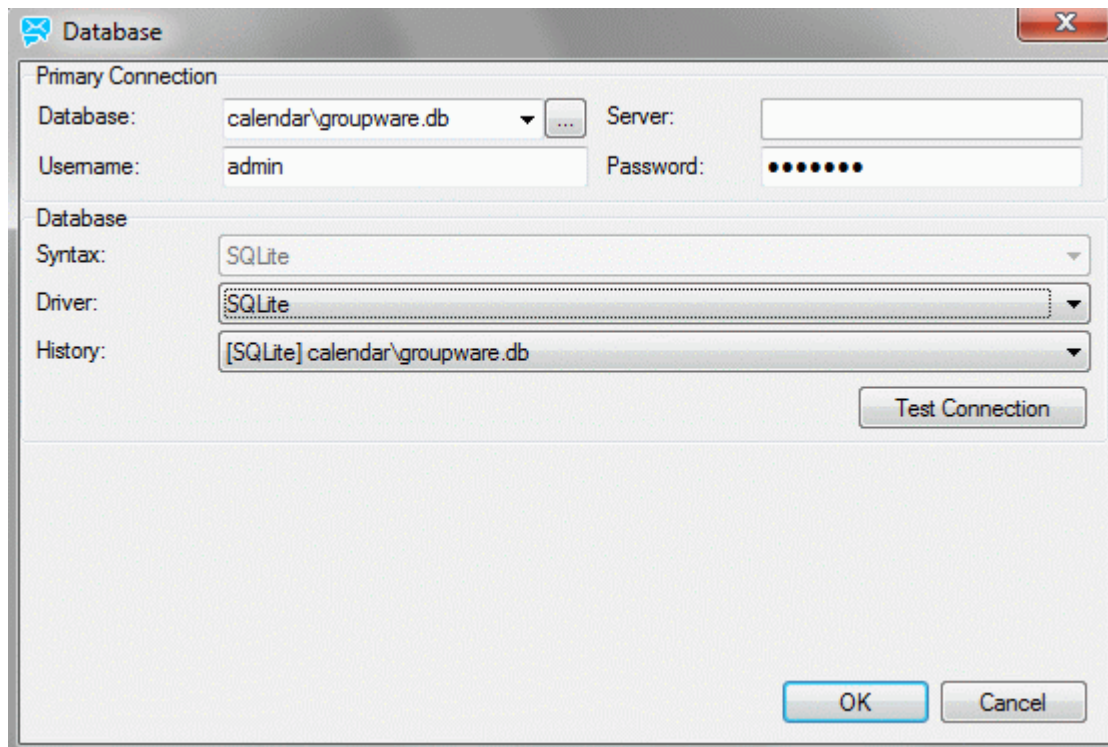 Database
Primary Connection
Database: calendar\groupware.db ... Server:
Username: admin Password: •••••••
Database
Syntax: SQLite
Driver: SQLite
History: [SQLite] calendar\groupware.db
Test Connection
OK Cancel